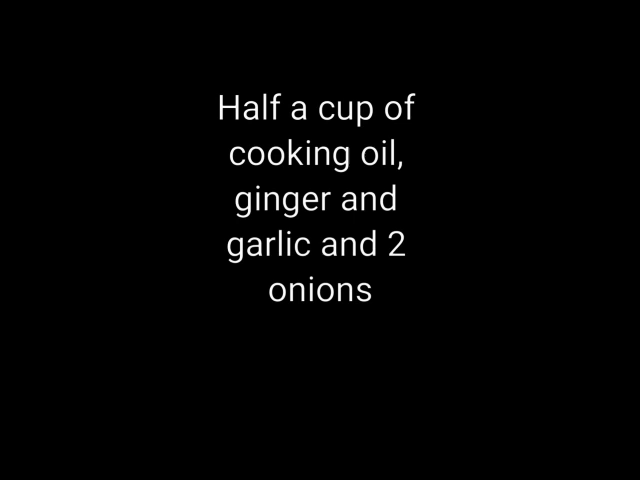 Half a cup of
cooking oil,
ginger and
garlic and 2
onions